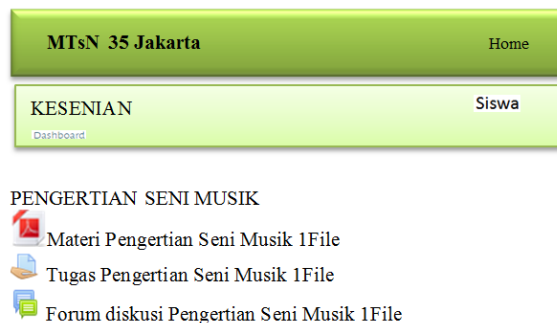 MTsN 35 Jakarta Home
KESENIAN Siswa
Dashboard
PENGERTIAN SENI MUSIK
Materi Pengertian Seni Musik 1File
Tugas Pengertian Seni Musik 1File
Forum diskusi Pengertian Seni Musik 1File